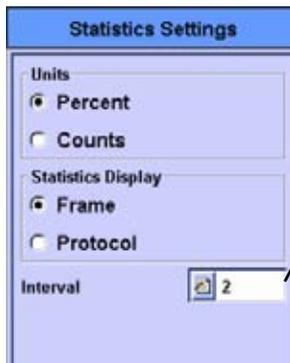 Statistics Settings
Units
Percent
Counts
Statistics Display
Frame
Protocol
Interval 2